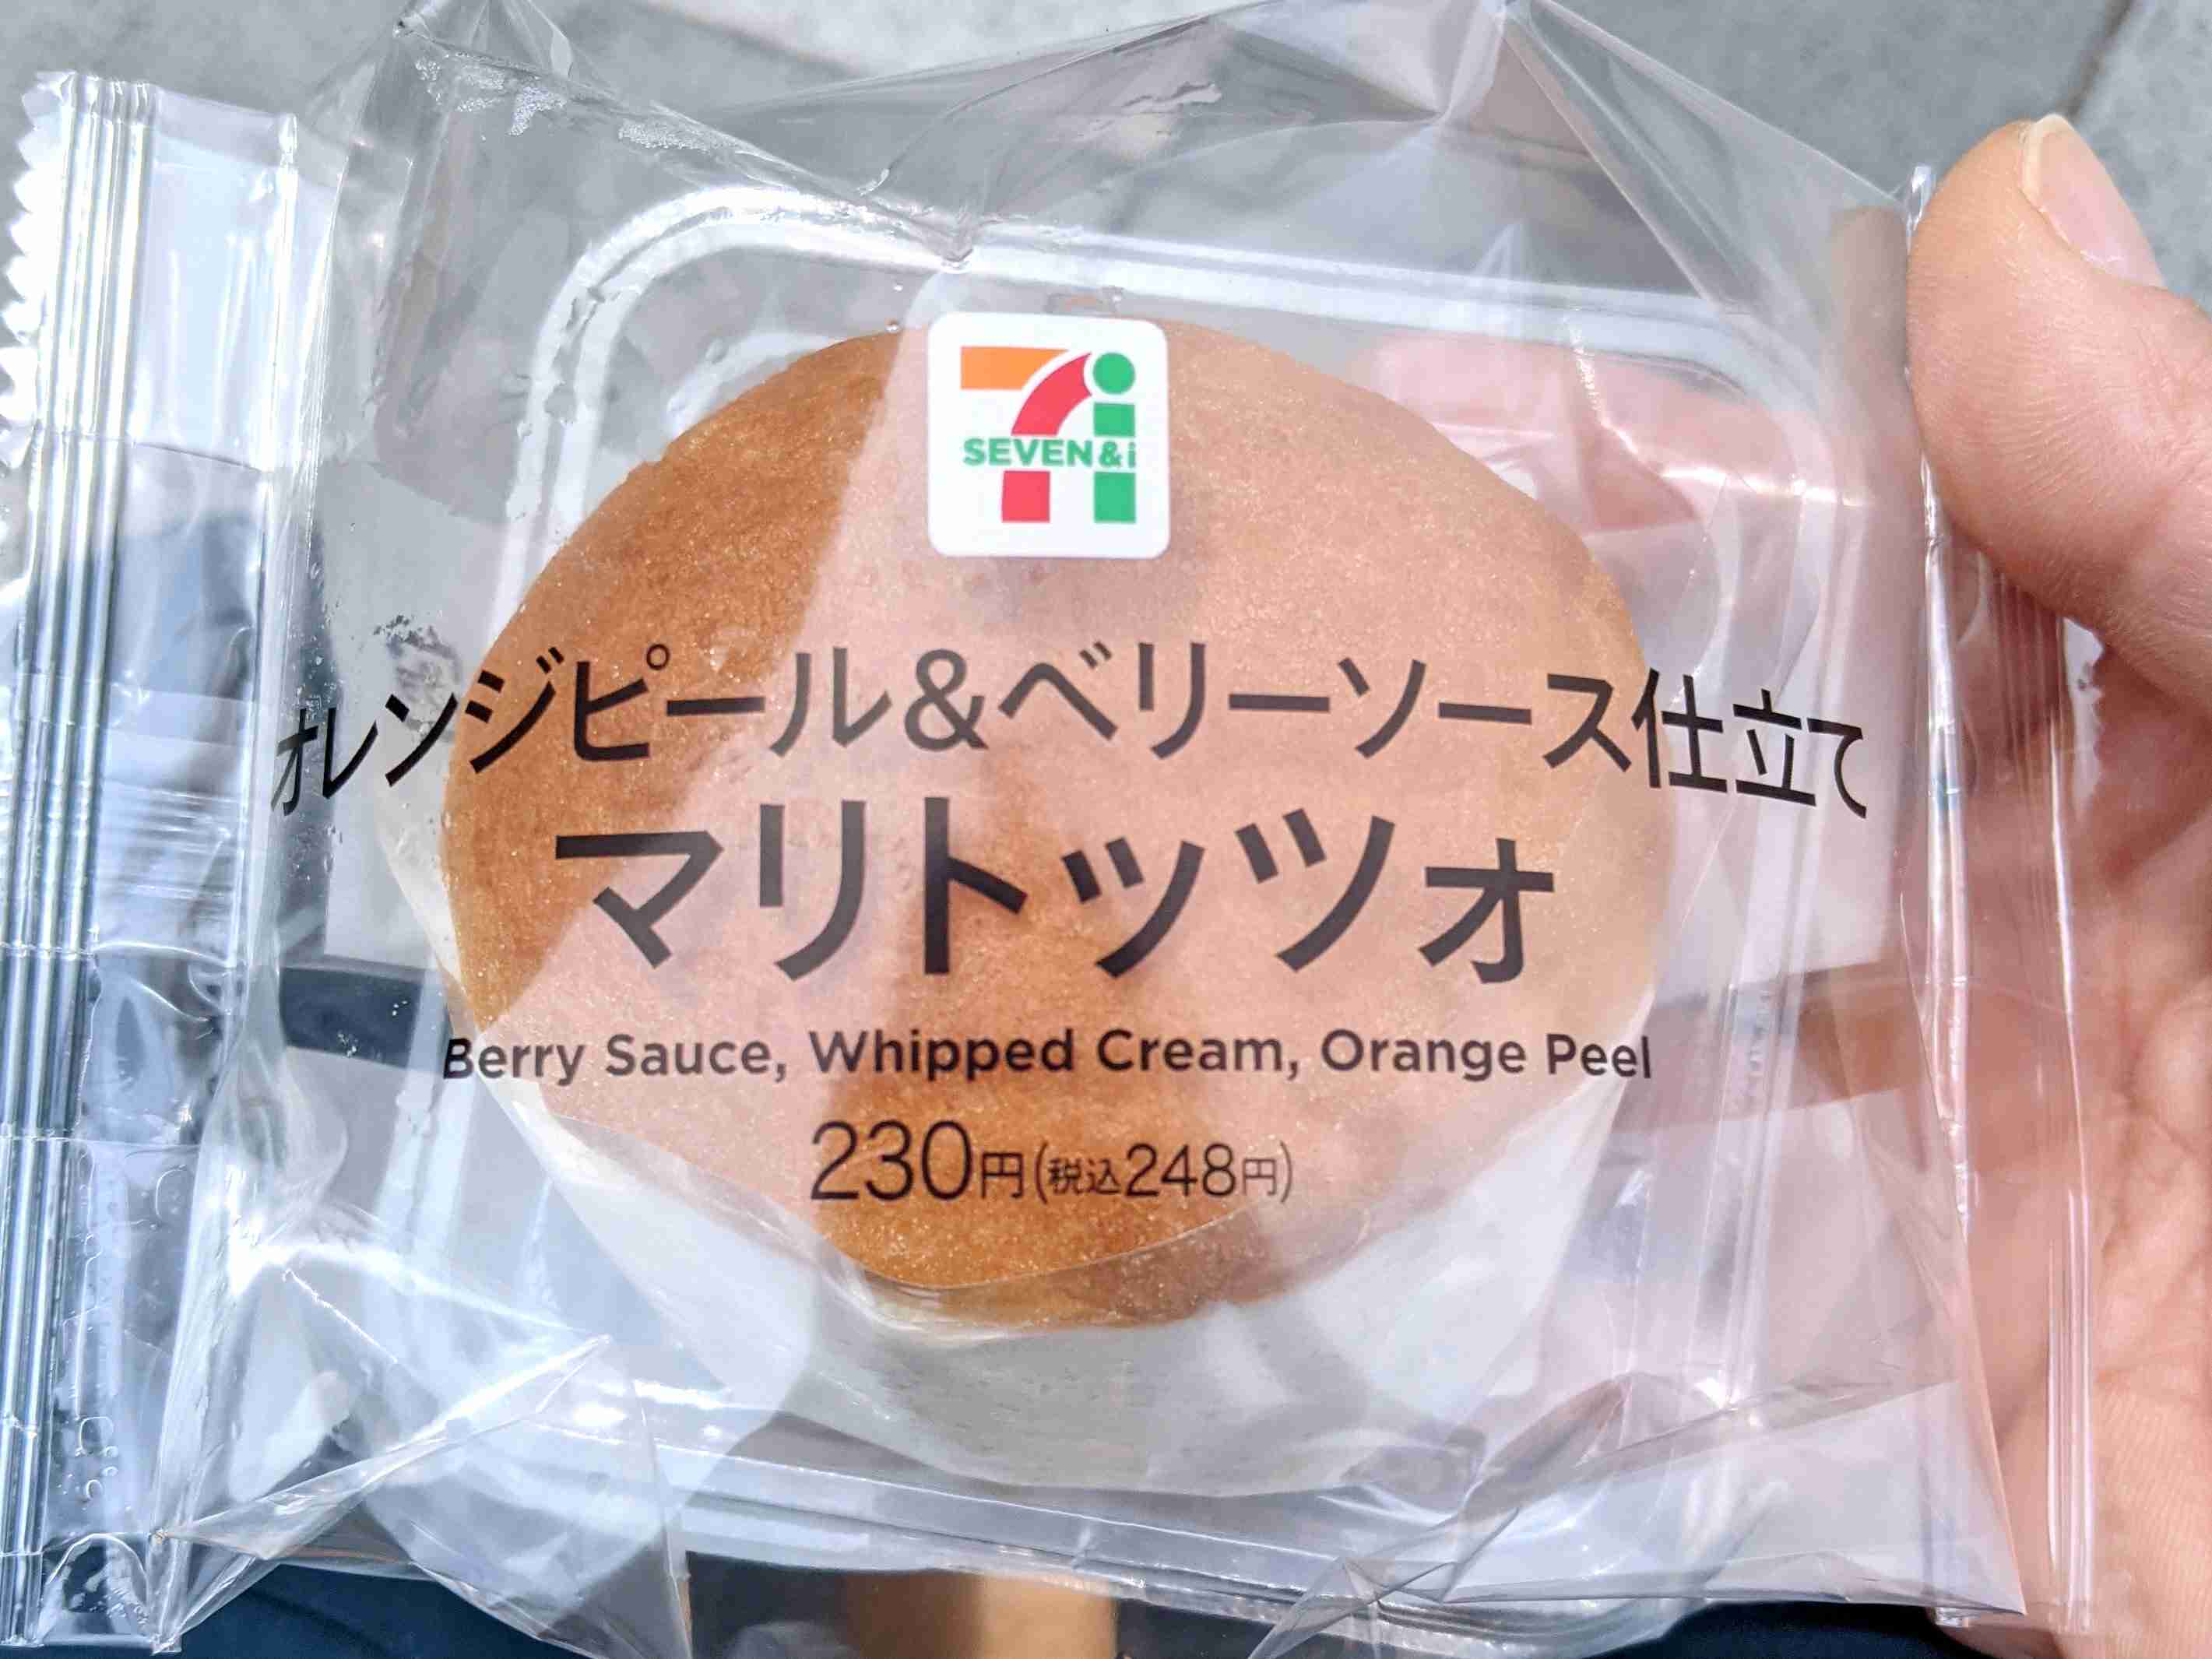 SEVEN&i
オレンジピール&ベリーソース仕立て
マリトッツォ
Berry Sauce, Whipped Cream, Orange Peel
230円(税込248円)